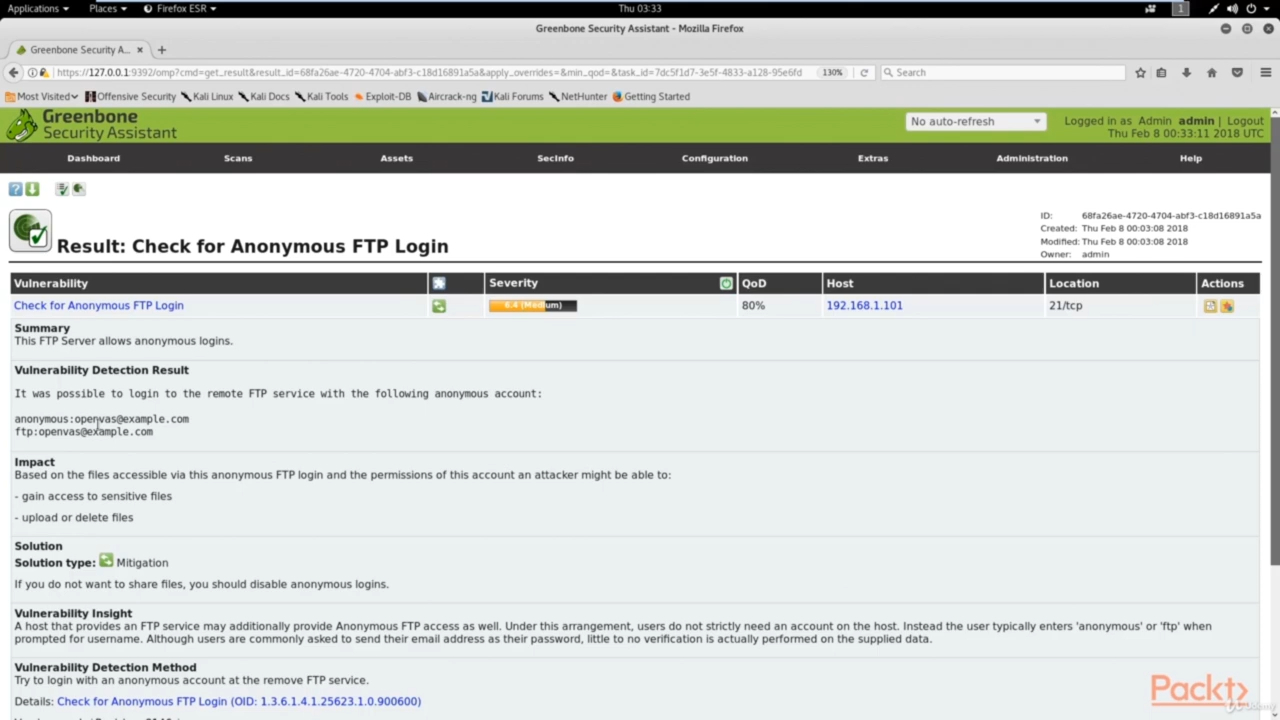 Applications Places Firefox ESR Thu 03:33 1
Greenbone Security Assistant - Mozilla Firefox
Greenbone Security A...
https://127.0.0.1:9392/omp?cmd=get_result&result_id=68fa26ae-4720-4704-abf3-c18d16891a5a&apply_overrides=&min_qod=&task_id=7dc5f1d7-3e5f-4833-a128-95e6fd 130% Search
Most Visited Offensive Security Kali Linux Kali Docs Kali Tools Exploit-DB Aircrack-ng Kali Forums NetHunter Getting Started
Greenbone
Security Assistant
No auto-refresh
Logged in as Admin admin | Logout
Thu Feb 8 00:33:11 2018 UTC
Dashboard Scans Assets SecInfo Configuration Extras Administration Help
ID: 68fa26ae-4720-4704-abf3-c18d16891a5a
Created: Thu Feb 8 00:03:08 2018
Modified: Thu Feb 8 00:03:08 2018
Owner: admin
Result: Check for Anonymous FTP Login
Vulnerability Severity QoD Host Location Actions
Check for Anonymous FTP Login 6.4 (Medium) 80% 192.168.1.101 21/tcp
Summary
This FTP Server allows anonymous logins.
Vulnerability Detection Result
It was possible to login to the remote FTP service with the following anonymous account:
anonymous:openvas@example.com
ftp:openvas@example.com
Impact
Based on the files accessible via this anonymous FTP login and the permissions of this account an attacker might be able to:
- gain access to sensitive files
- upload or delete files
Solution
Solution type: Mitigation
If you do not want to share files, you should disable anonymous logins.
Vulnerability Insight
A host that provides an FTP service may additionally provide Anonymous FTP access as well. Under this arrangement, users do not strictly need an account on the host. Instead the user typically enters 'anonymous' or 'ftp' when
prompted for username. Although users are commonly asked to send their email address as their password, little to no verification is actually performed on the supplied data.
Vulnerability Detection Method
Try to login with an anonymous account at the remove FTP service.
Details: Check for Anonymous FTP Login (OID: 1.3.6.1.4.1.25623.1.0.900600)
Packt
Udemy